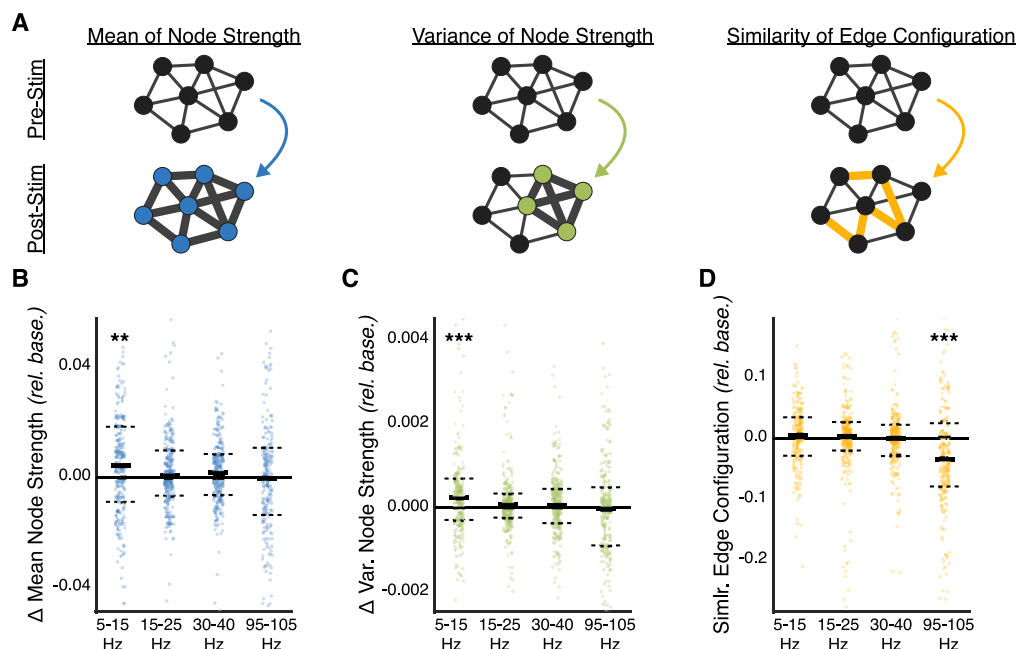 A
Mean of Node Strength
Variance of Node Strength
Similarity of Edge Configuration
Pre-Stim
Post-Stim
B
Δ Mean Node Strength (rel. base.)
0.04
0.00
-0.04
**
5-15 Hz
15-25 Hz
30-40 Hz
95-105 Hz
C
Δ Var. Node Strength (rel. base.)
0.004
0.002
0.000
-0.002
***
5-15 Hz
15-25 Hz
30-40 Hz
95-105 Hz
D
Simlr. Edge Configuration (rel. base.)
0.1
0.0
-0.1
-0.2
***
5-15 Hz
15-25 Hz
30-40 Hz
95-105 Hz